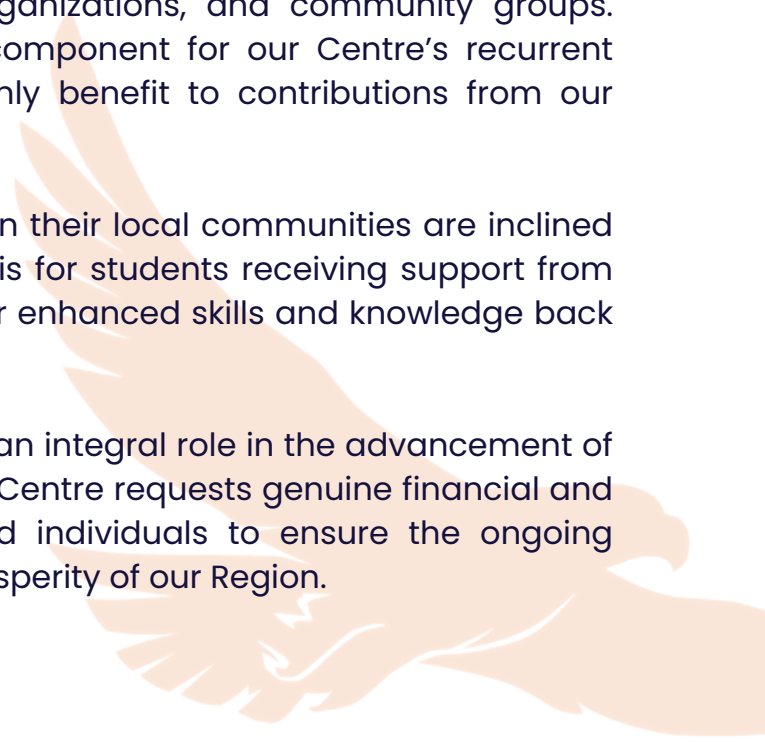 ganizations, and community groups.
component for our Centre's recurrent
nly benefit to contributions from our
n their local communities are inclined
is for students receiving support from
r enhanced skills and knowledge back
an integral role in the advancement of
Centre requests genuine financial and
d individuals to ensure the ongoing
sperity of our Region.